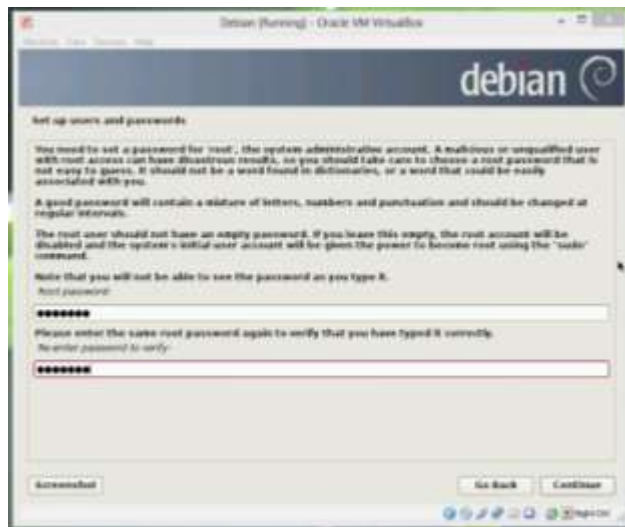 Debian [Running] - Oracle VM VirtualBox
Machine View Devices Help
debian
Set up users and passwords
You need to set a password for 'root', the system administrative account. A malicious or unqualified user
with root access can have disastrous results, so you should take care to choose a root password that is
not easy to guess. It should not be a word found in dictionaries, or a word that could be easily
associated with you.
A good password will contain a mixture of letters, numbers and punctuation and should be changed at
regular intervals.
The root user should not have an empty password. If you leave this empty, the root account will be
disabled and the system's initial user account will be given the power to become root using the "sudo"
command.
Note that you will not be able to see the password as you type it.
Root password:
●●●●●●●
Please enter the same root password again to verify that you have typed it correctly.
Re-enter password to verify:
●●●●●●●
Screenshot
Go Back
Continue
Right Ctrl